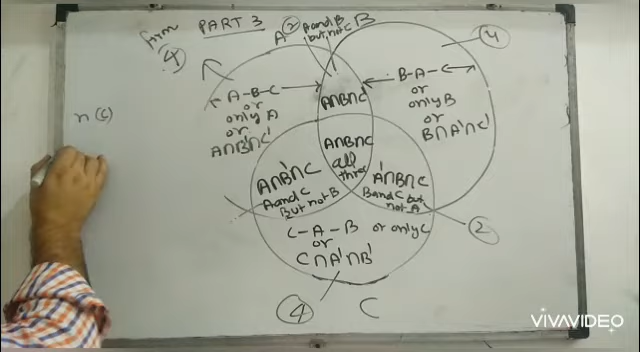 PART 3
from
④
A
②
A and B
but not C
B
④
A-B-C
or
only A
or
A∩B'∩C'
A∩B∩C'
B-A-C
or
only B
or
B∩A'∩C'
n(C)
A∩B∩C
all
three
A∩B'∩C
A and C
But not B
A'∩B∩C
B and C but
not A
C-A-B or only C
or
C∩A'∩B'
②
④
C
VIVAVIDEO